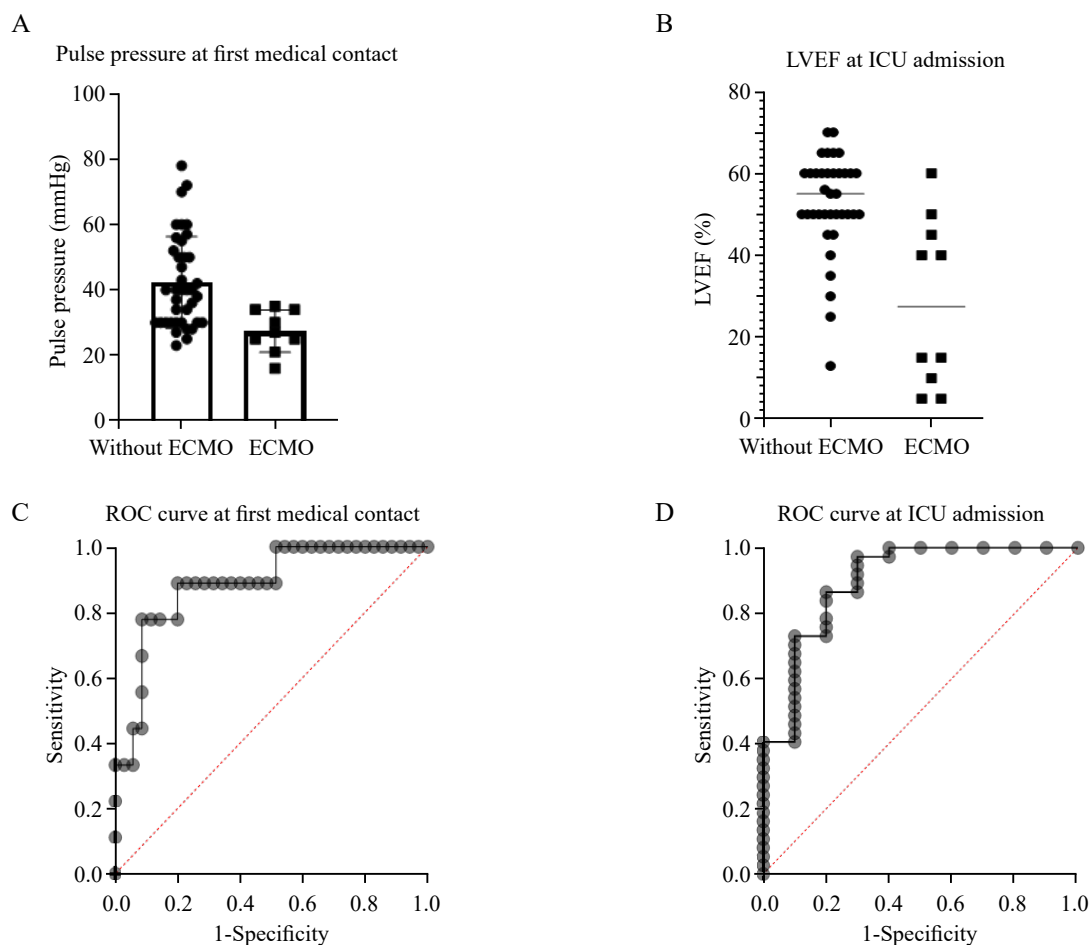 A
Pulse pressure at first medical contact
Pulse pressure (mmHg)
100
80
60
40
20
0
Without ECMO
ECMO
B
LVEF at ICU admission
LVEF (%)
80
60
40
20
0
Without ECMO
ECMO
C
ROC curve at first medical contact
Sensitivity
1.0
0.8
0.6
0.4
0.2
0.0
0.0 0.2 0.4 0.6 0.8 1.0
1-Specificity
D
ROC curve at ICU admission
Sensitivity
1.0
0.8
0.6
0.4
0.2
0.0
0.0 0.2 0.4 0.6 0.8 1.0
1-Specificity